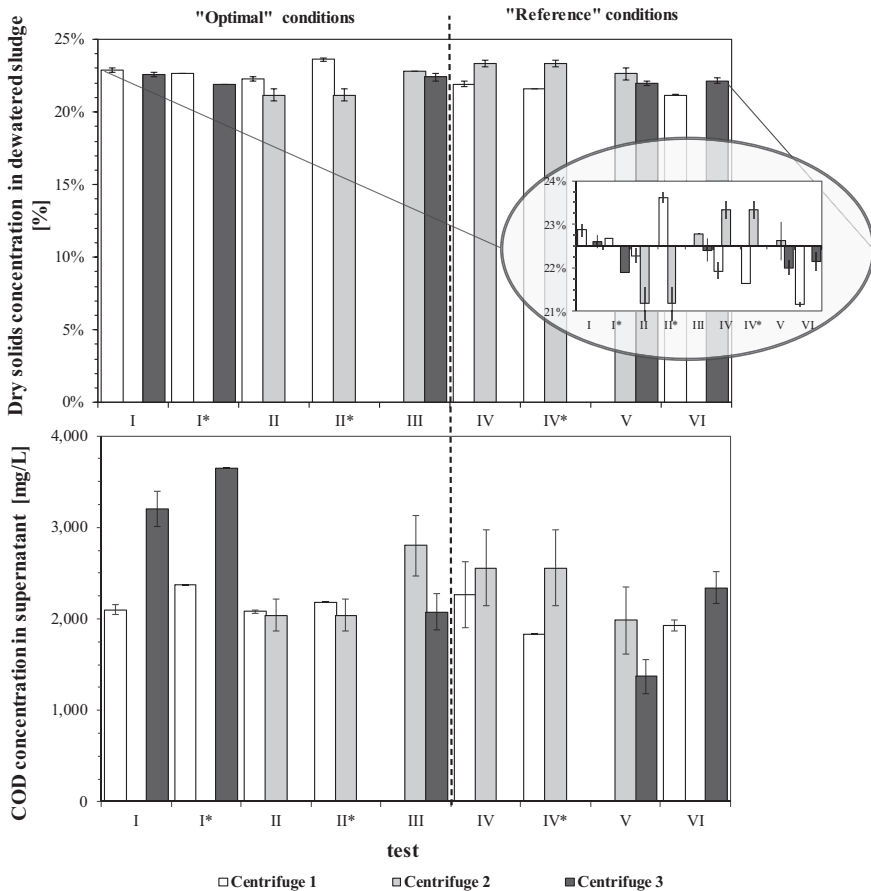 "Optimal" conditions
"Reference" conditions
Dry solids concentration in dewatered sludge
[%]
25%
20%
15%
10%
5%
0%
24%
23%
22%
21%
I
I*
II
II*
III
IV
IV*
V
VI
I
I*
II
II*
III
IV
IV*
V
VI
COD concentration in supernatant [mg/L]
4,000
3,000
2,000
1,000
0
I
I*
II
II*
III
IV
IV*
V
VI
test
Centrifuge 1
Centrifuge 2
Centrifuge 3